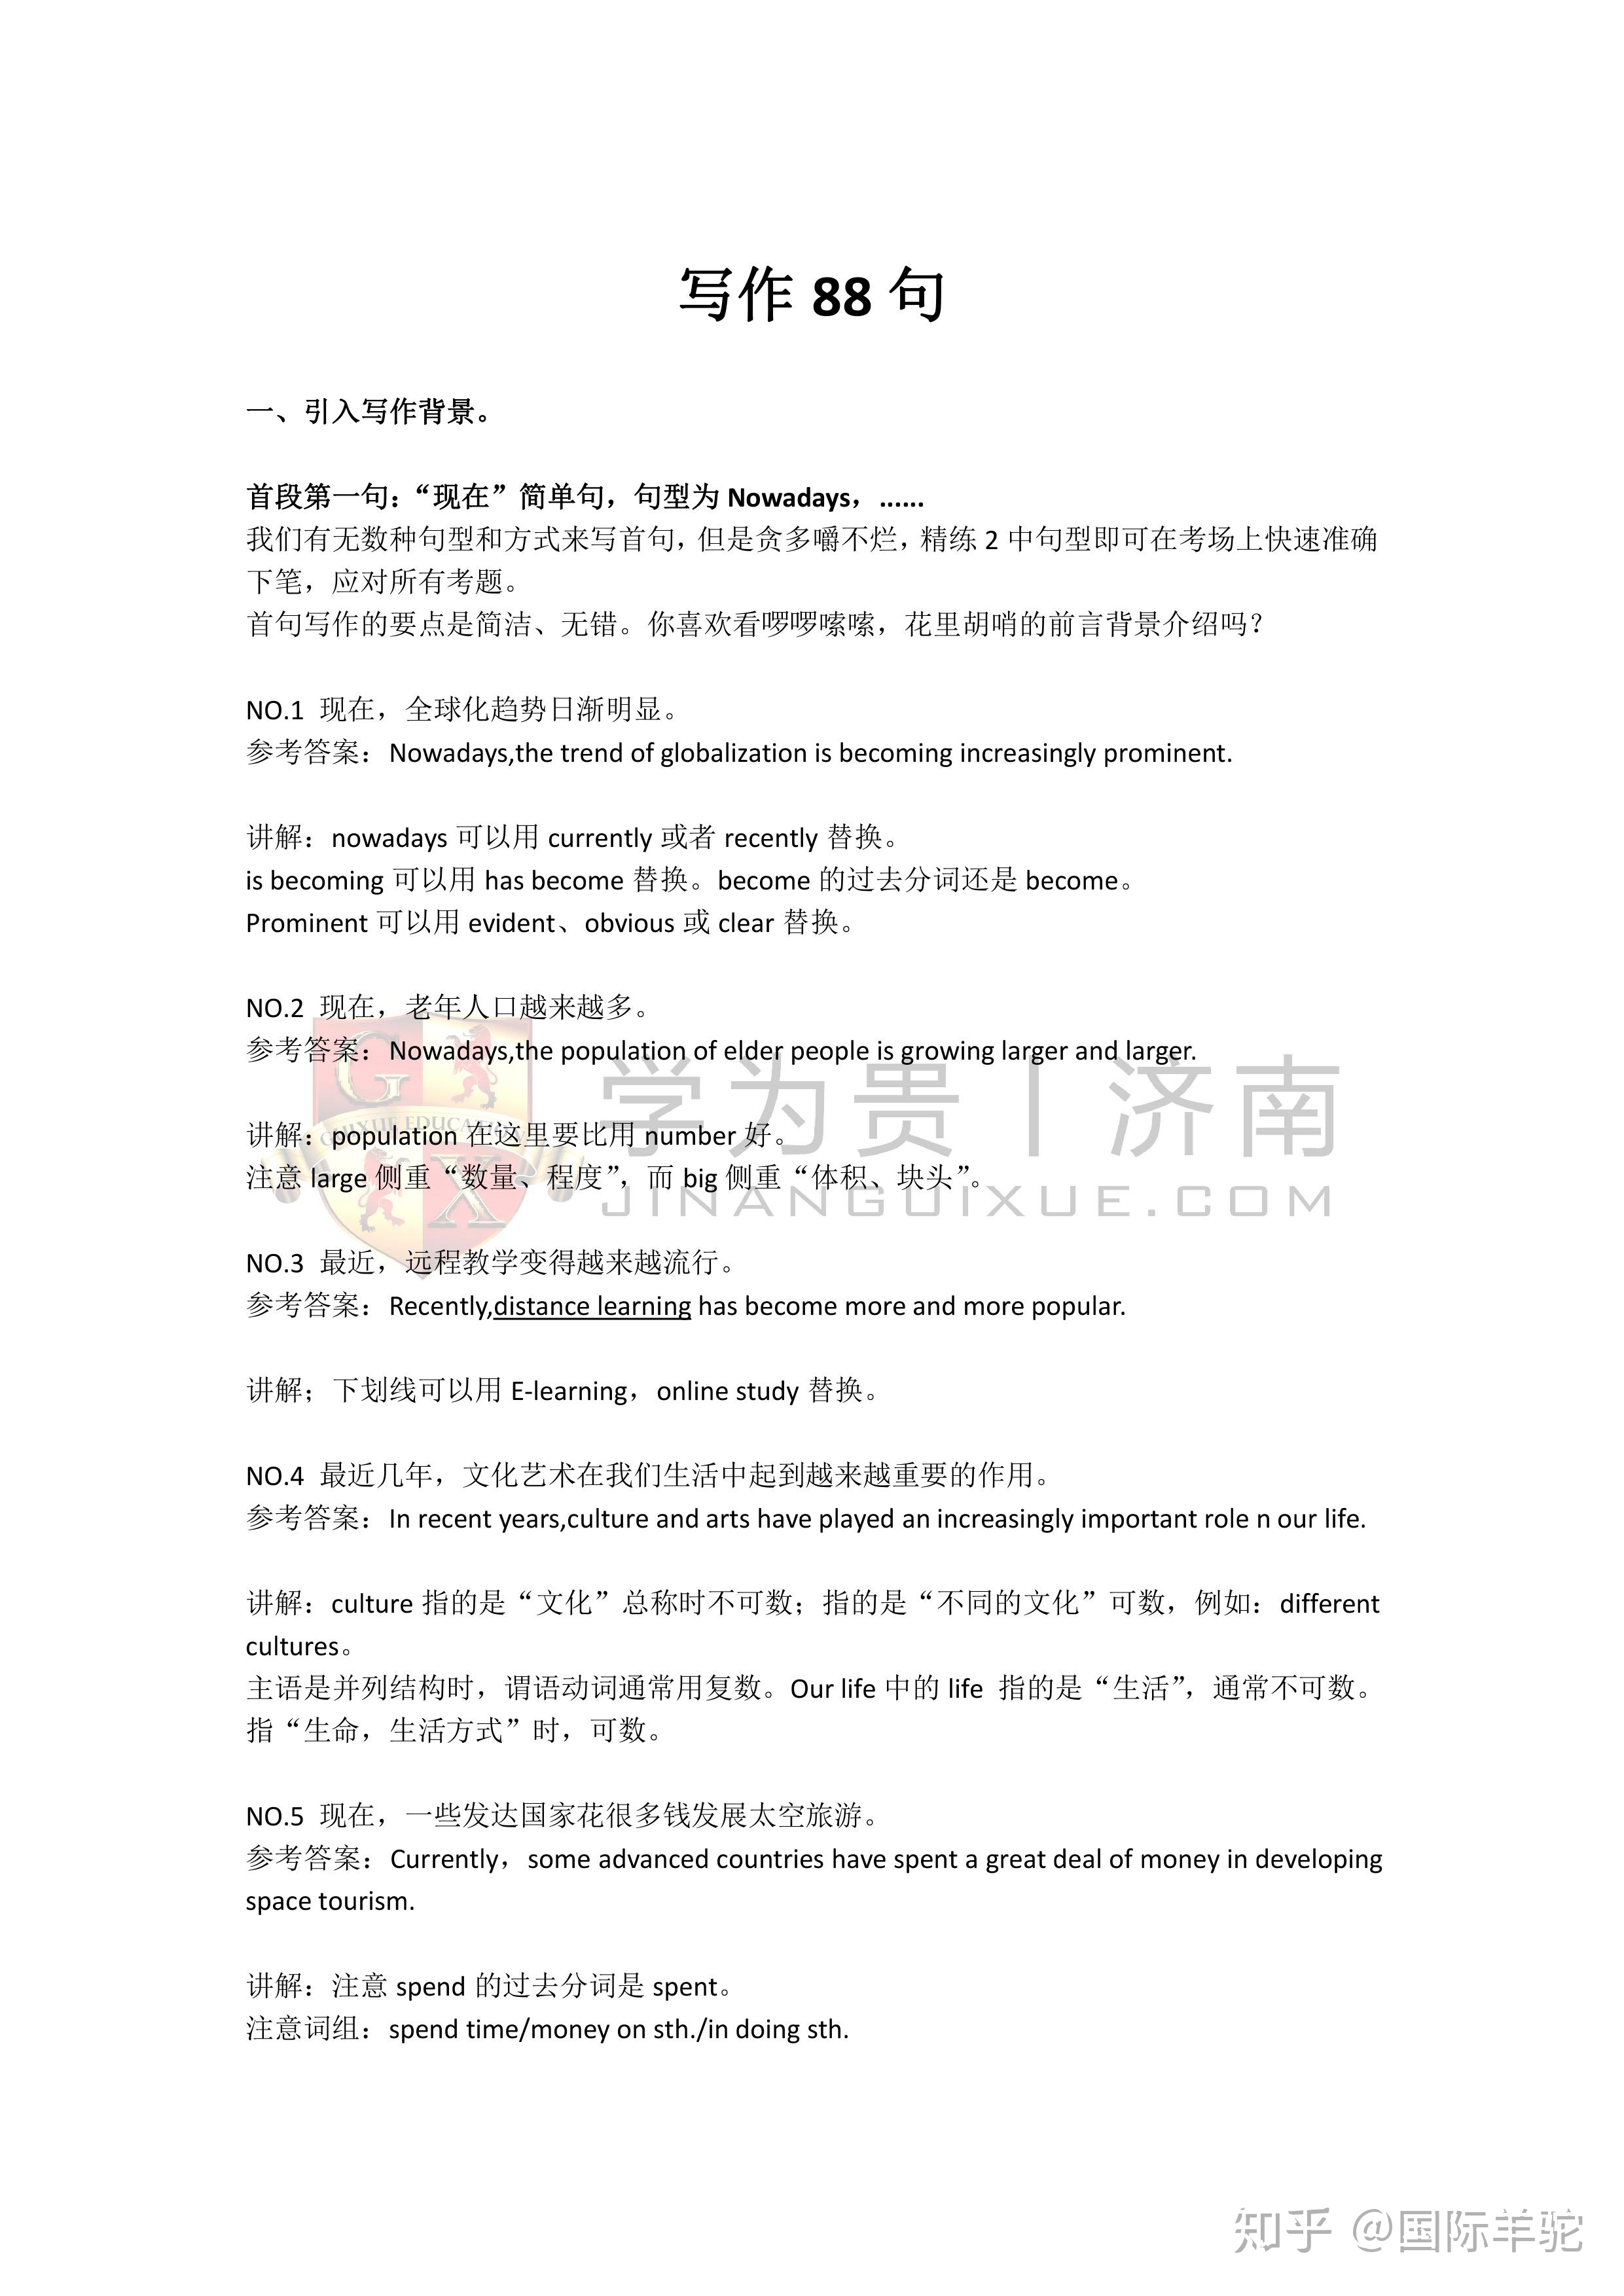 写作 88 句
一、引入写作背景。
首段第一句：“现在”简单句，句型为 Nowadays，......
我们有无数种句型和方式来写首句，但是贪多嚼不烂，精练 2 中句型即可在考场上快速准确
下笔，应对所有考题。
首句写作的要点是简洁、无错。你喜欢看啰啰嗦嗦，花里胡哨的前言背景介绍吗？
NO.1 现在，全球化趋势日渐明显。
参考答案：Nowadays,the trend of globalization is becoming increasingly prominent.
讲解：nowadays 可以用 currently 或者 recently 替换。
is becoming 可以用 has become 替换。become 的过去分词还是 become。
Prominent 可以用 evident、obvious 或 clear 替换。
NO.2 现在，老年人口越来越多。
参考答案：Nowadays,the population of elder people is growing larger and larger.
讲解：population 在这里要比用 number 好。
注意 large 侧重“数量、程度”，而 big 侧重“体积、块头”。
G
GUIXUE EDUCATION
X
学为贵丨济南
JINANGUIXUE.COM
NO.3 最近，远程教学变得越来越流行。
参考答案：Recently,distance learning has become more and more popular.
讲解；下划线可以用 E-learning，online study 替换。
NO.4 最近几年，文化艺术在我们生活中起到越来越重要的作用。
参考答案：In recent years,culture and arts have played an increasingly important role n our life.
讲解：culture 指的是“文化”总称时不可数；指的是“不同的文化”可数，例如：different
cultures。
主语是并列结构时，谓语动词通常用复数。Our life 中的 life 指的是“生活”，通常不可数。
指“生命，生活方式”时，可数。
NO.5 现在，一些发达国家花很多钱发展太空旅游。
参考答案：Currently，some advanced countries have spent a great deal of money in developing
space tourism.
讲解：注意 spend 的过去分词是 spent。
注意词组：spend time/money on sth./in doing sth.
知乎 @国际羊驼